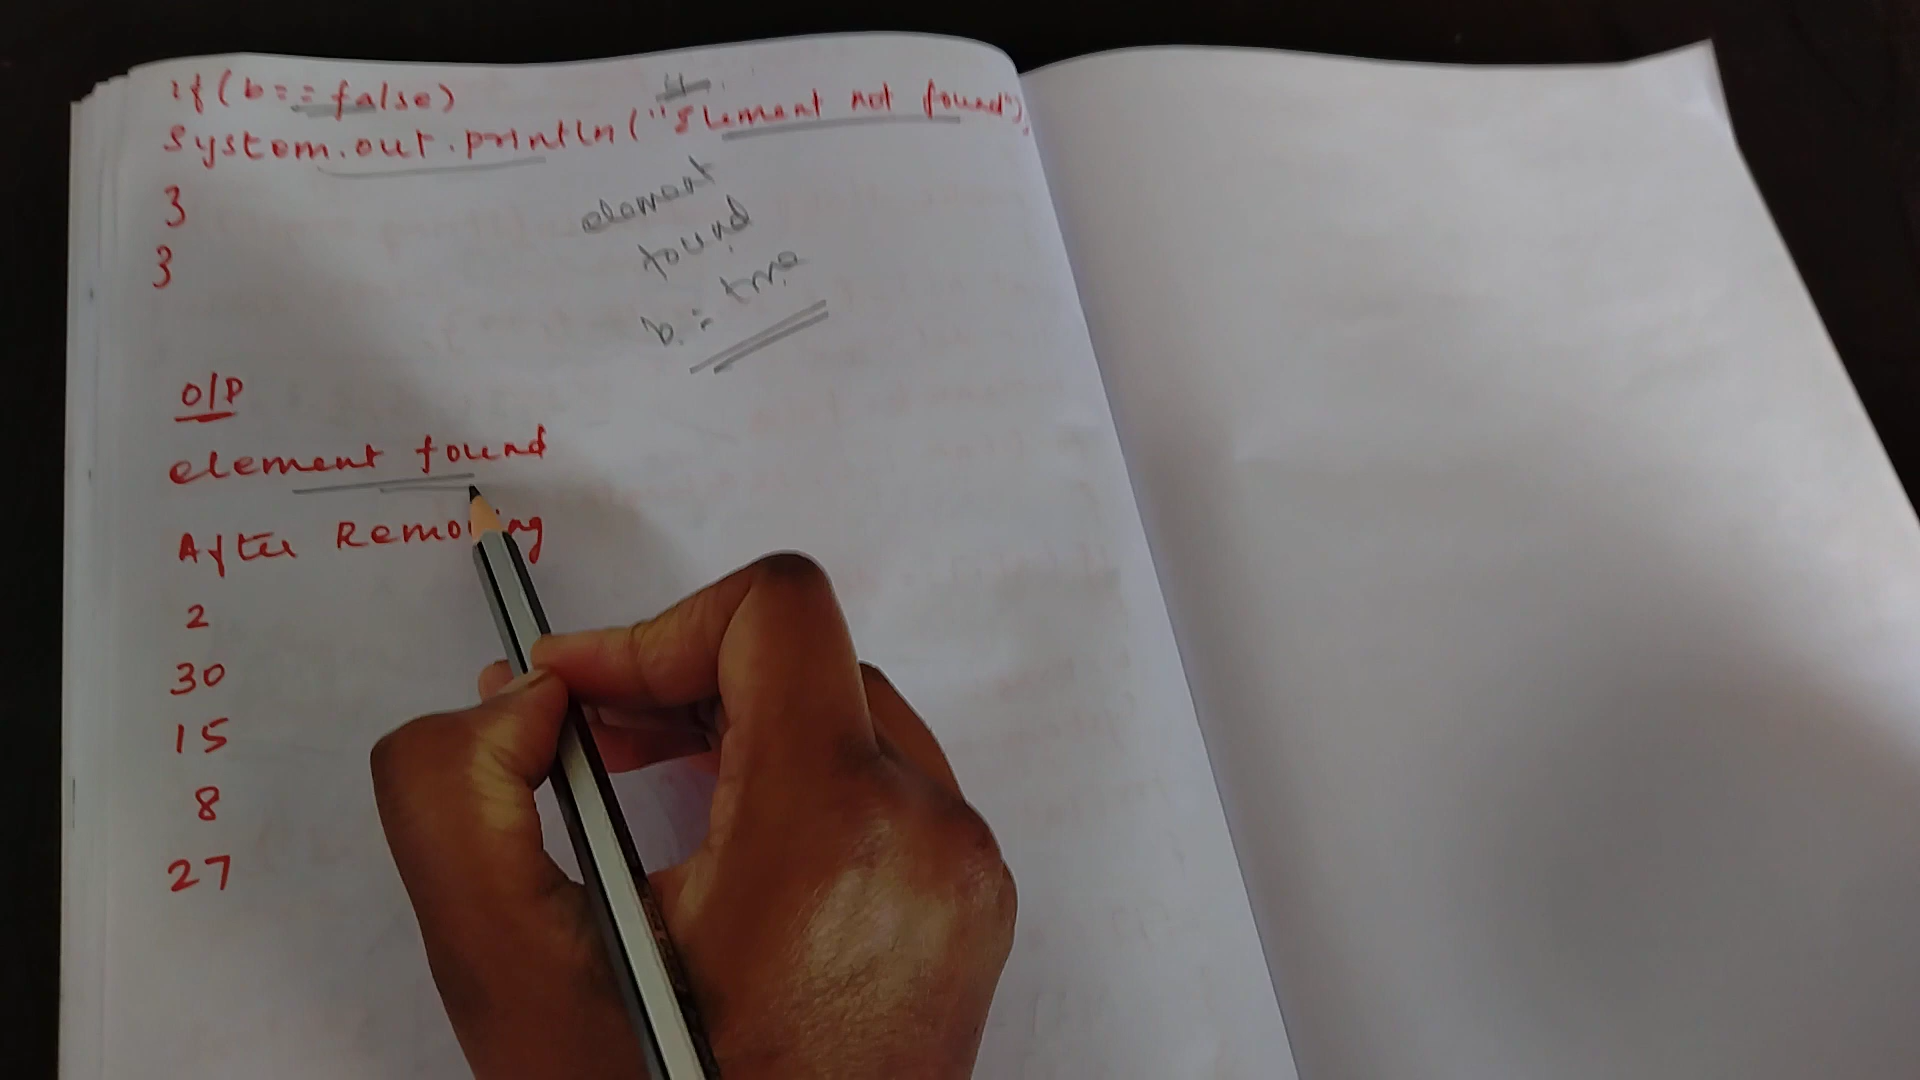 if(b==false)
System.out.println("Element not found");
}
}
element
found
b = true
O/P
element found
After Removing
2
30
15
8
27